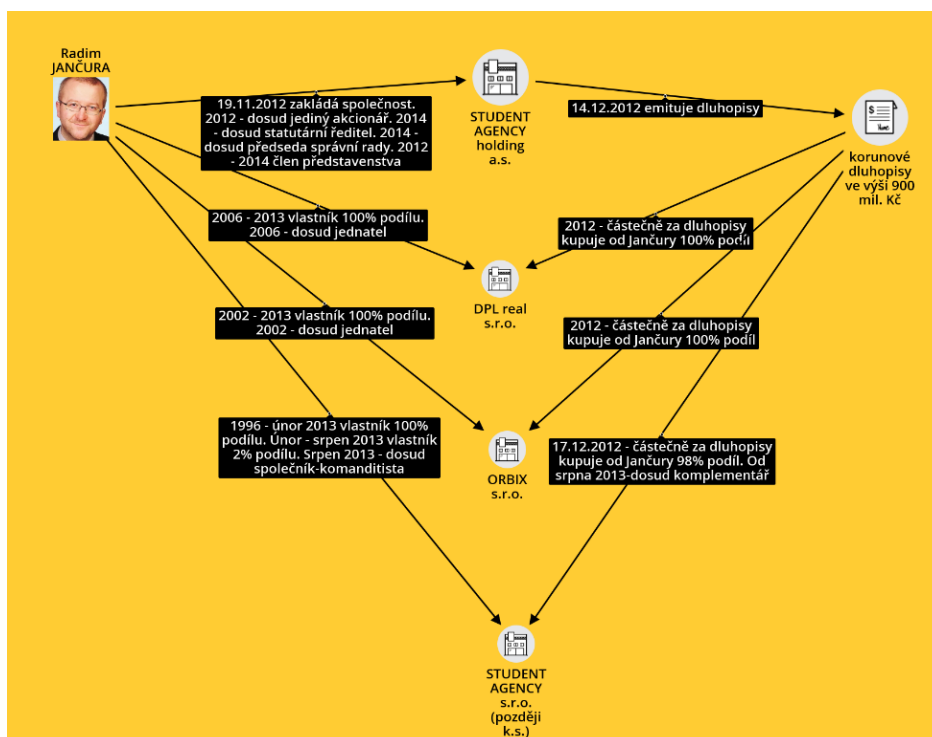 Radim
JANČURA
19.11.2012 zakládá společnost.
2012 - dosud jediný akcionář. 2014
- dosud statutární ředitel. 2014 -
dosud předseda správní rady. 2012
- 2014 člen představenstva
STUDENT
AGENCY
holding
a.s.
14.12.2012 emituje dluhopisy
korunové
dluhopisy
ve výši 900
mil. Kč
2006 - 2013 vlastník 100% podílu.
2006 - dosud jednatel
2012 - částečně za dluhopisy
kupuje od Jančury 100% podíl
DPL real
s.r.o.
2002 - 2013 vlastník 100% podílu.
2002 - dosud jednatel
2012 - částečně za dluhopisy
kupuje od Jančury 100% podíl
1996 - únor 2013 vlastník 100%
podílu. Únor - srpen 2013 vlastník
2% podílu. Srpen 2013 - dosud
společník-komanditista
ORBIX
s.r.o.
17.12.2012 - částečně za dluhopisy
kupuje od Jančury 98% podíl. Od
srpna 2013-dosud komplementář
STUDENT
AGENCY
s.r.o.
(později
k.s.)